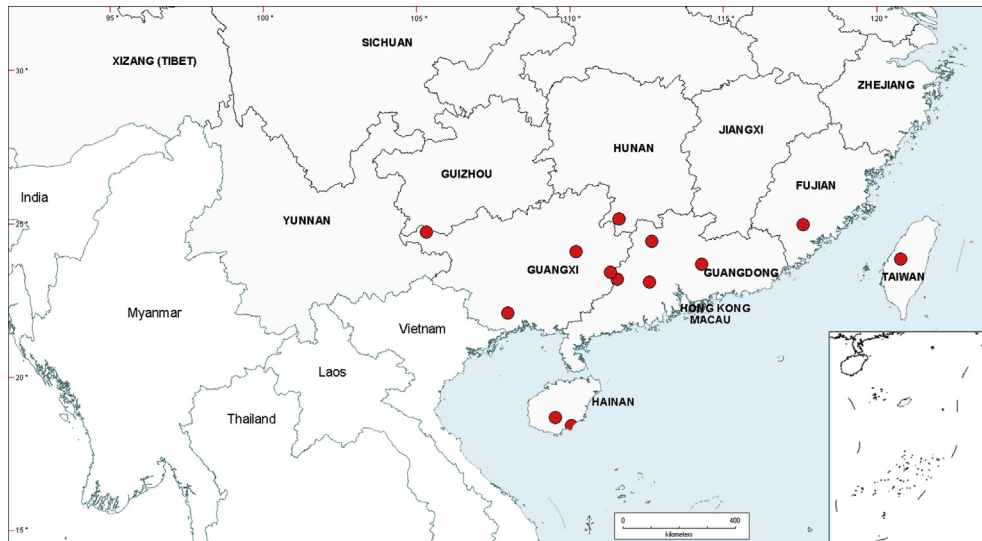 95 °
100 °
105 °
110 °
115 °
120 °
SICHUAN
XIZANG (TIBET)
30 °
ZHEJIANG
JIANGXI
HUNAN
GUIZHOU
FUJIAN
India
YUNNAN
25 °
GUANGXI
GUANGDONG
TAIWAN
HONG KONG
MACAU
Myanmar
Vietnam
Laos
20 °
HAINAN
Thailand
0
400
kilometers
15 °